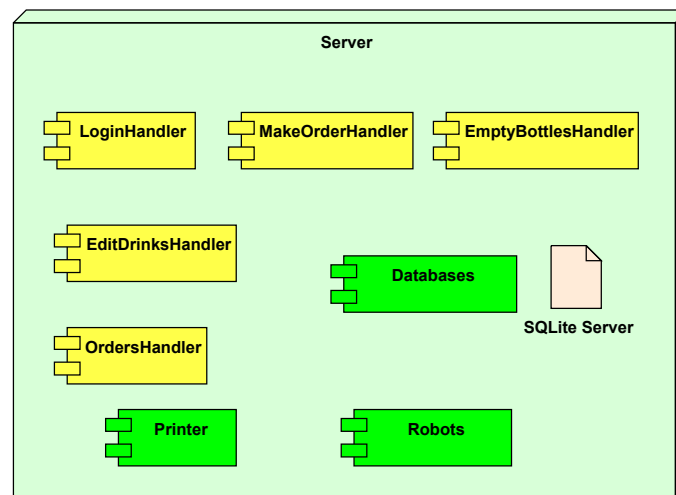 Server
LoginHandler
MakeOrderHandler
EmptyBottlesHandler
EditDrinksHandler
Databases
SQLite Server
OrdersHandler
Printer
Robots